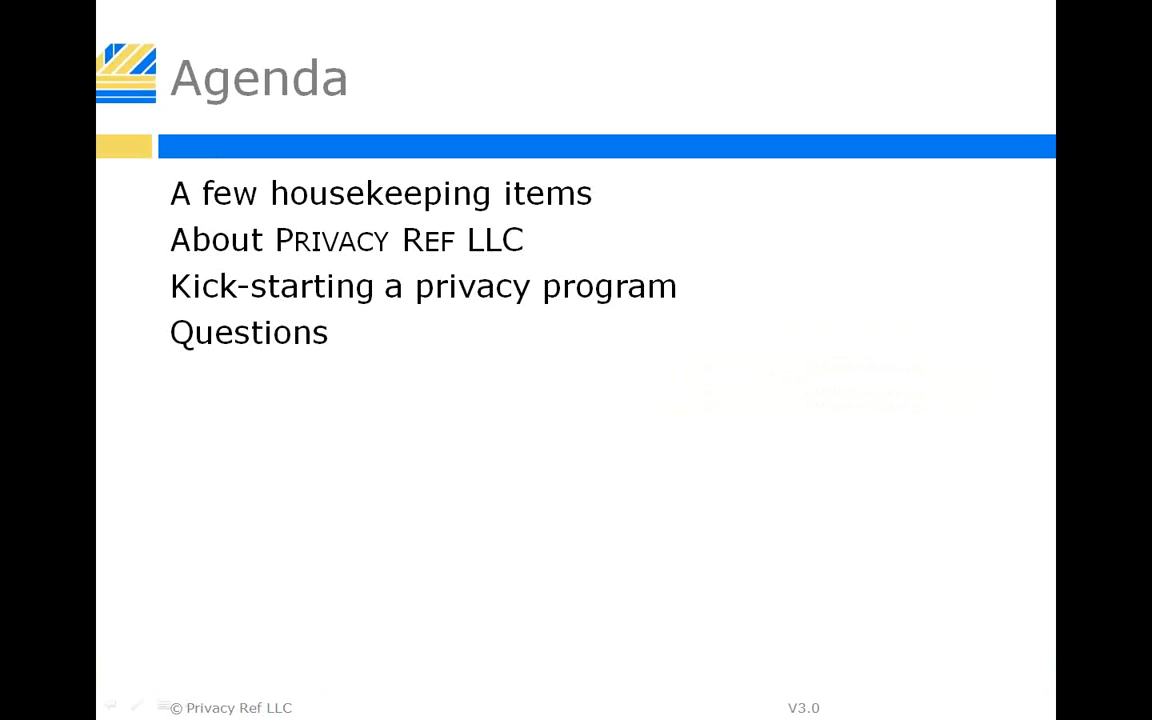 Agenda
A few housekeeping items
About PRIVACY REF LLC
Kick-starting a privacy program
Questions
© Privacy Ref LLC
V3.0